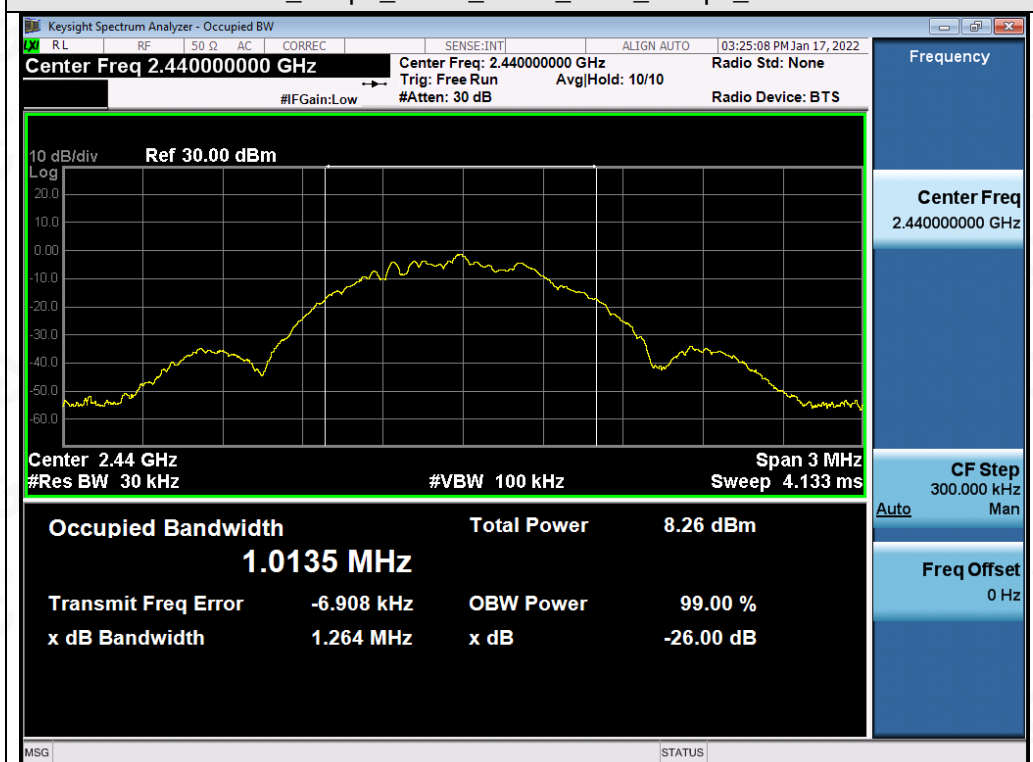 Keysight Spectrum Analyzer - Occupied BW
LXI RL RF 50 Ω AC CORREC SENSE:INT ALIGN AUTO 03:25:08 PM Jan 17, 2022
Center Freq 2.440000000 GHz
Center Freq: 2.440000000 GHz
Radio Std: None
Trig: Free Run Avg|Hold: 10/10
#IFGain:Low
#Atten: 30 dB
Radio Device: BTS
Frequency
10 dB/div Ref 30.00 dBm
Log
20.0
10.0
0.00
-10.0
-20.0
-30.0
-40.0
-50.0
-60.0
Center 2.44 GHz Span 3 MHz
#Res BW 30 kHz #VBW 100 kHz Sweep 4.133 ms
Center Freq
2.440000000 GHz
CF Step
300.000 kHz
Auto Man
Freq Offset
0 Hz
Occupied Bandwidth Total Power 8.26 dBm
1.0135 MHz
Transmit Freq Error -6.908 kHz OBW Power 99.00 %
x dB Bandwidth 1.264 MHz x dB -26.00 dB
MSG STATUS